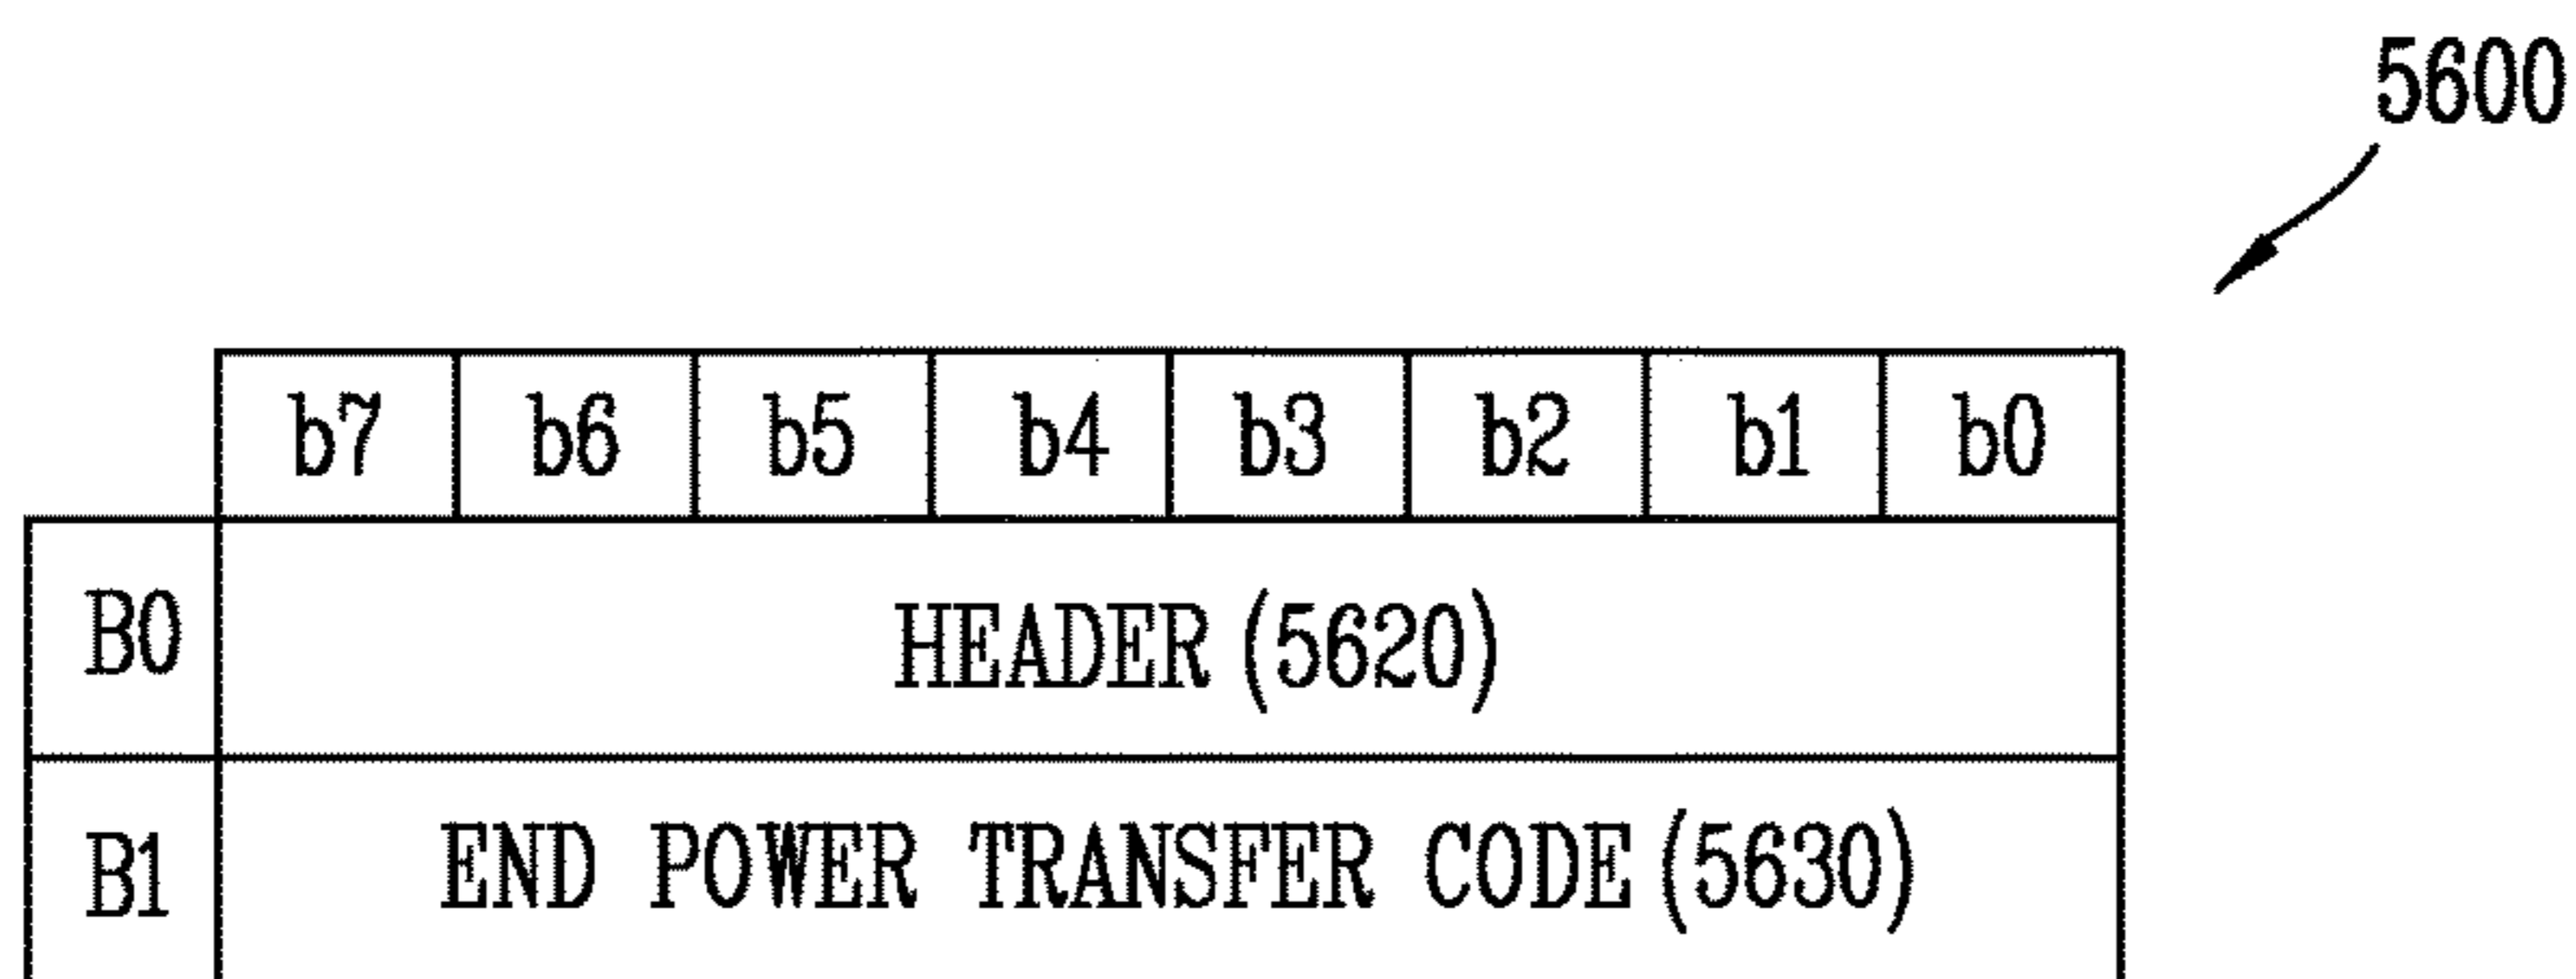 5600
b7 b6 b5 b4 b3 b2 b1 b0
B0 HEADER (5620)
B1 END POWER TRANSFER CODE (5630)